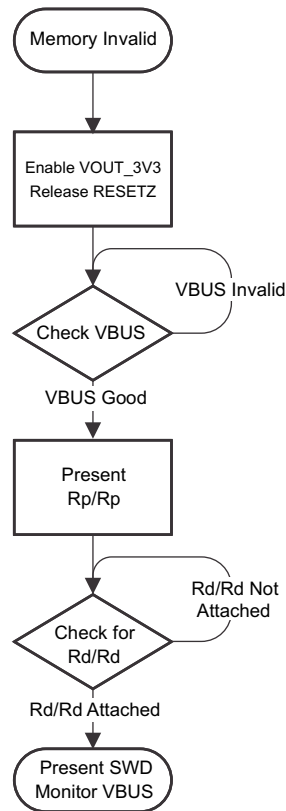 Memory Invalid
Enable VOUT_3V3
Release RESETZ
VBUS Invalid
Check VBUS
VBUS Good
Present
Rp/Rp
Rd/Rd Not
Attached
Check for
Rd/Rd
Rd/Rd Attached
Present SWD
Monitor VBUS